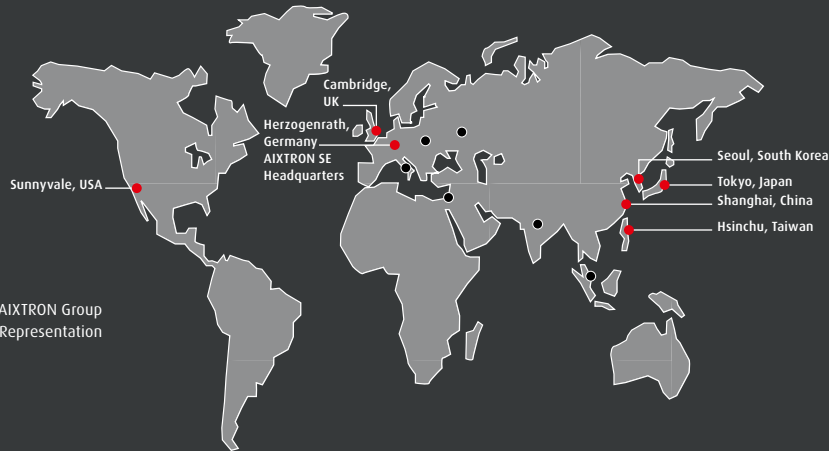 Cambridge,
UK
Herzogenrath,
Germany
AIXTRON SE
Headquarters
Sunnyvale, USA
Seoul, South Korea
Tokyo, Japan
Shanghai, China
Hsinchu, Taiwan
AIXTRON Group
Representation